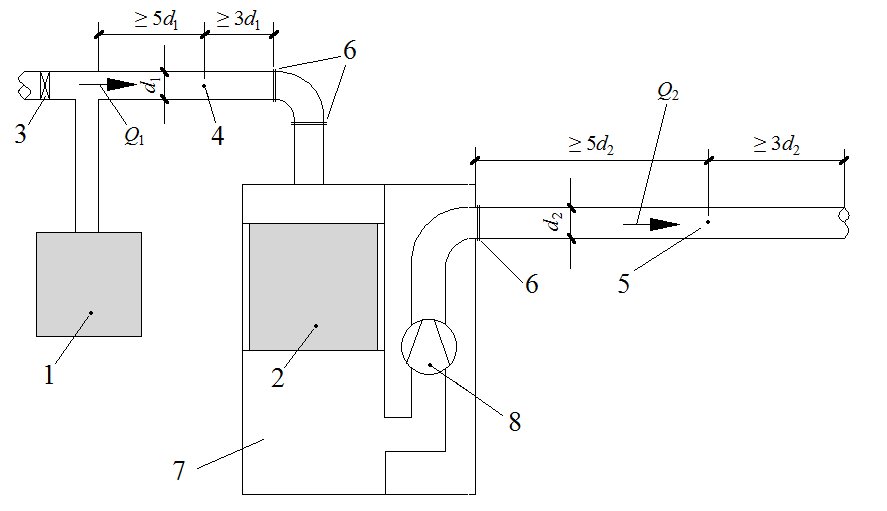 ≥5d₁ ≥3d₁
6
d₁
3 Q₁ 4
Q₂
≥5d₂ ≥3d₂
d₂
6 5
1 2
8
7